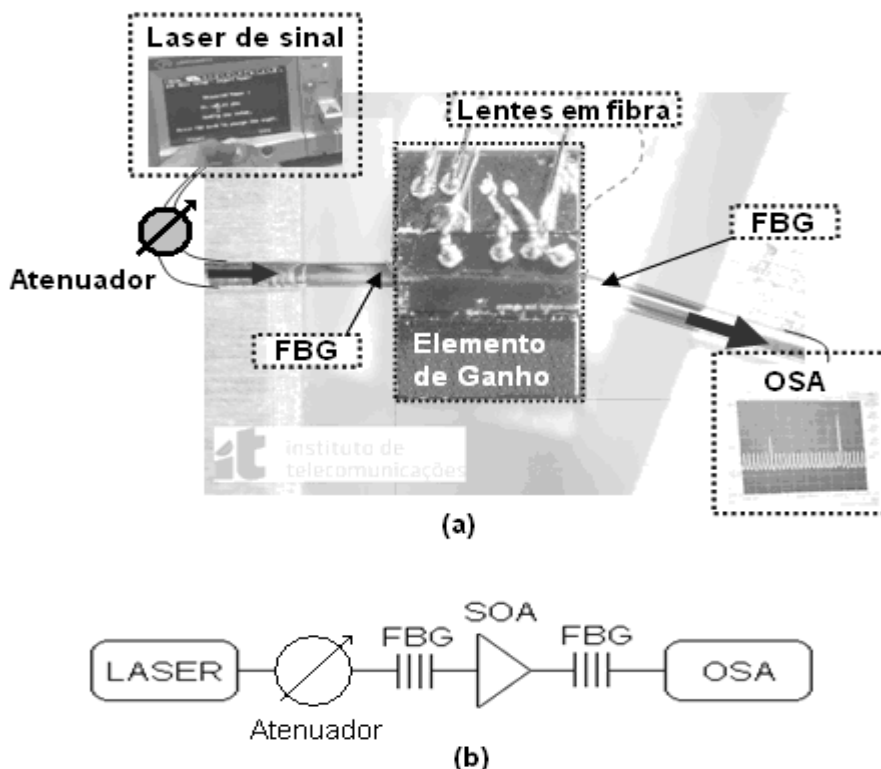 Laser de sinal
Lentes em fibra
FBG
Atenuador
FBG
Elemento
de Ganho
OSA
it instituto de
telecomunicações
(a)
SOA
FBG
FBG
LASER
OSA
Atenuador
(b)